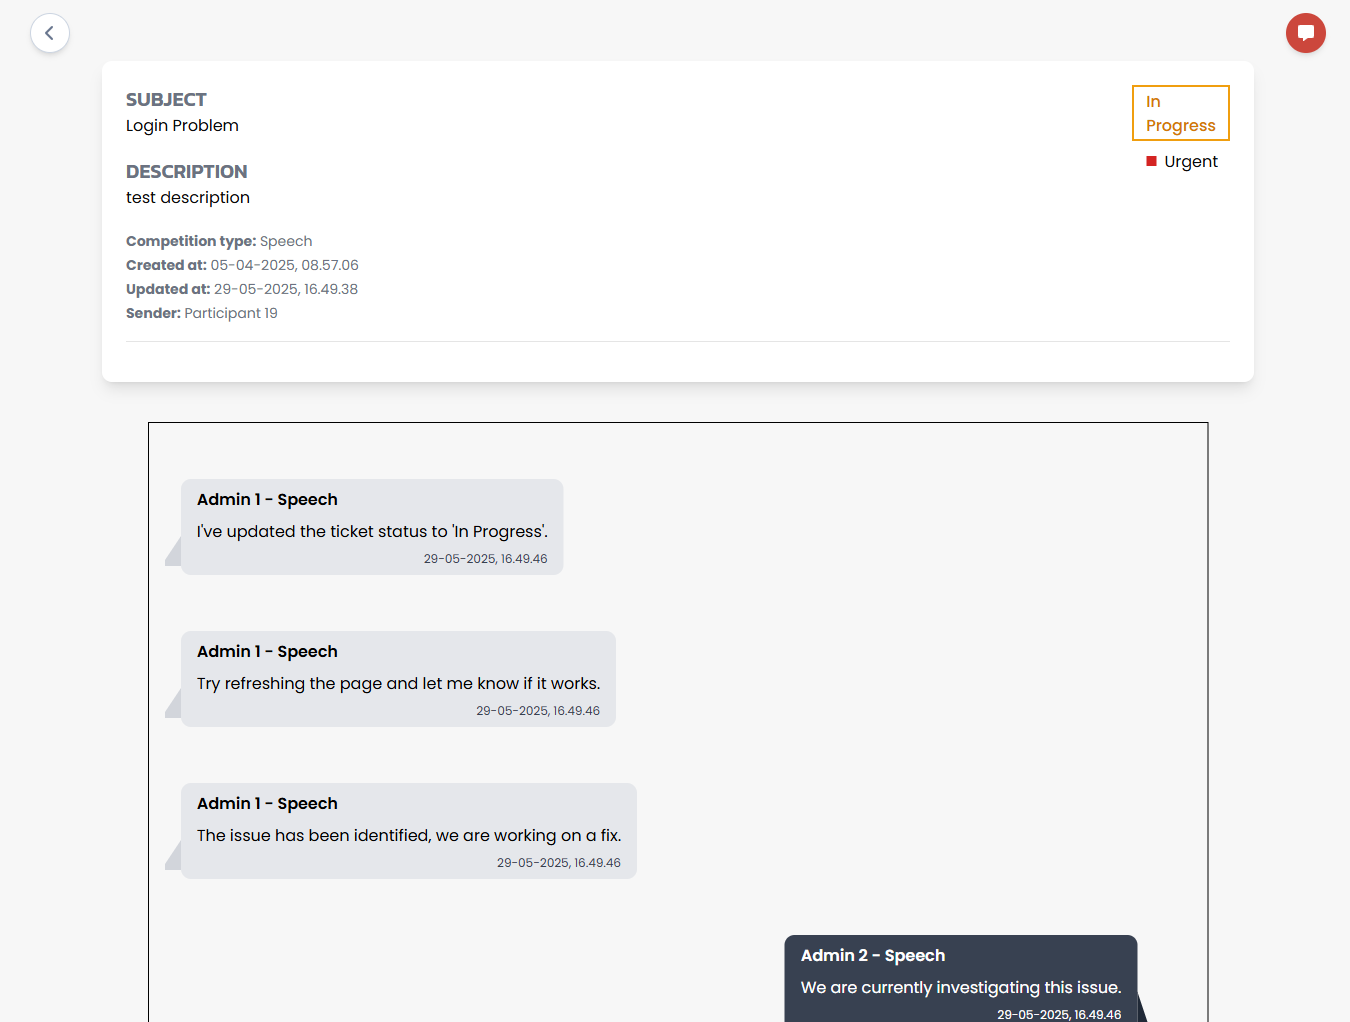 SUBJECT
Login Problem
In
Progress
Urgent
DESCRIPTION
test description
Competition type: Speech
Created at: 05-04-2025, 08.57.06
Updated at: 29-05-2025, 16.49.38
Sender: Participant 19
Admin 1 - Speech
I've updated the ticket status to 'In Progress'.
29-05-2025, 16.49.46
Admin 1 - Speech
Try refreshing the page and let me know if it works.
29-05-2025, 16.49.46
Admin 1 - Speech
The issue has been identified, we are working on a fix.
29-05-2025, 16.49.46
Admin 2 - Speech
We are currently investigating this issue.
29-05-2025, 16.49.46